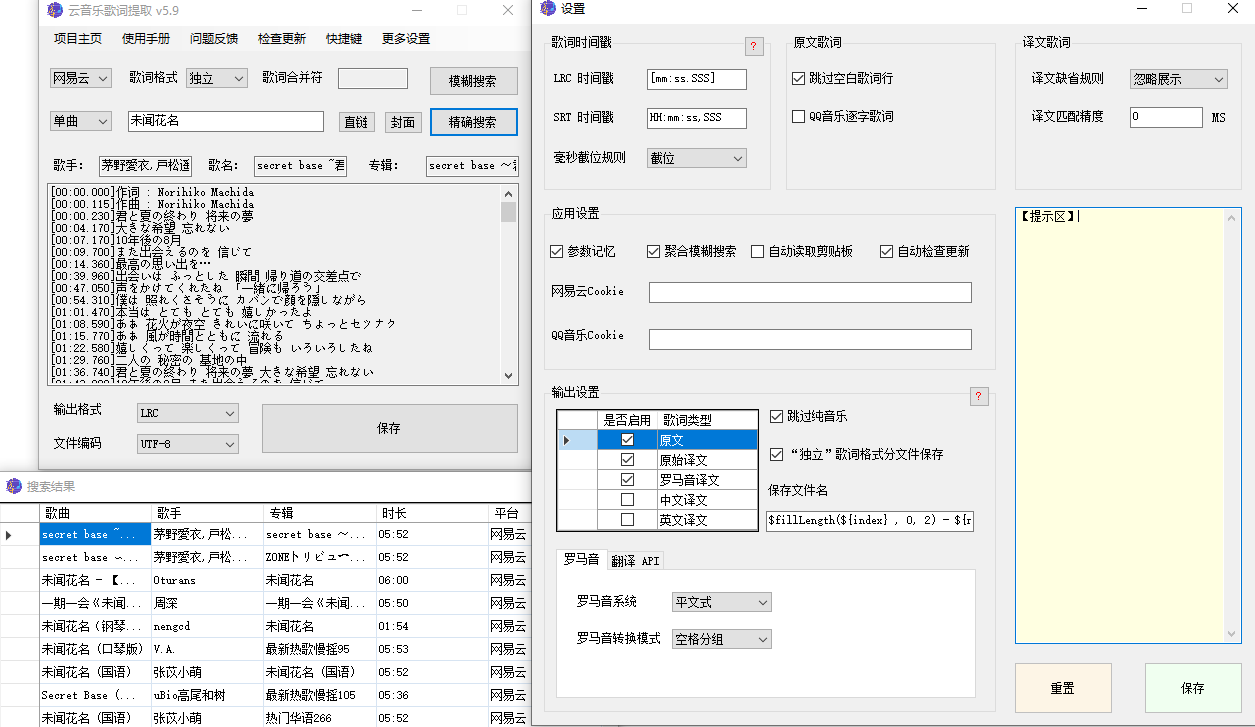 云音乐歌词提取 v5.9
项目主页 使用手册 问题反馈 检查更新 快捷键 更多设置
网易云 歌词格式 独立 歌词合并符 模糊搜索
单曲 未闻花名 直链 封面 精确搜索
歌手: 茅野愛衣,戸松遥 歌名: secret base ~君 专辑: secret base ～君
[00:00.000]作词 : Norihiko Machida
[00:00.115]作曲 : Norihiko Machida
[00:00.230]君と夏の終わり 将来の夢
[00:04.170]大きな希望 忘れない
[00:07.170]10年後の8月
[00:09.700]また出会えるのを 信じて
[00:14.360]最高の思い出を…
[00:39.960]出会いは ふっとした 瞬間 帰り道の交差点で
[00:47.050]声をかけてくれたね 「一緒に帰ろう」
[00:54.310]僕は 照れくさそうに カバンで顔を隠しながら
[01:01.470]本当は とても とても 嬉しかったよ
[01:08.590]あぁ 花火が夜空 きれいに咲いて ちょっとセツナク
[01:15.770]あぁ 風が時間とともに 流れる
[01:22.580]嬉しくって 楽しくって 冒険も いろいろしたね
[01:29.760]二人の 秘密の 基地の中
[01:36.740]君と夏の終わり 将来の夢 大きな希望 忘れない
输出格式 LRC 保存
文件编码 UTF-8
搜索结果
歌曲 歌手 专辑 时长 平台
secret base ~... 茅野愛衣,戸松... secret base ～... 05:52 网易云
secret base ～... 茅野愛衣,戸松... ZONEトリビュー... 05:52 网易云
未闻花名 - 【... Oturans 未闻花名 06:00 网易云
一期一会《未闻... 周深 一期一会《未闻... 05:50 网易云
未闻花名（钢琴... nengcd 未闻花名 01:54 网易云
未闻花名（口琴版） V.A. 最新热歌慢摇95 05:53 网易云
未闻花名（国语） 张苡小萌 未闻花名（国语） 05:52 网易云
Secret Base（... uBio高尾和树 最新热歌慢摇105 05:36 网易云
未闻花名（国语） 张苡小萌 热门华语266 05:52 网易云
设置
歌词时间戳 ?
LRC 时间戳 [mm:ss.SSS]
SRT 时间戳 HH:mm:ss,SSS
毫秒截位规则 截位
原文歌词
跳过空白歌词行
QQ音乐逐字歌词
译文歌词
译文缺省规则 忽略展示
译文匹配精度 0 MS
应用设置
参数记忆 聚合模糊搜索 自动读取剪贴板 自动检查更新
网易云Cookie
QQ音乐Cookie
【提示区】
输出设置 ?
是否启用 歌词类型
原文
原始译文
罗马音译文
中文译文
英文译文
跳过纯音乐
“独立”歌词格式分文件保存
保存文件名
$fillLength(${index} , 0, 2) - ${r
罗马音 翻译 API
罗马音系统 平文式
罗马音转换模式 空格分组
重置 保存